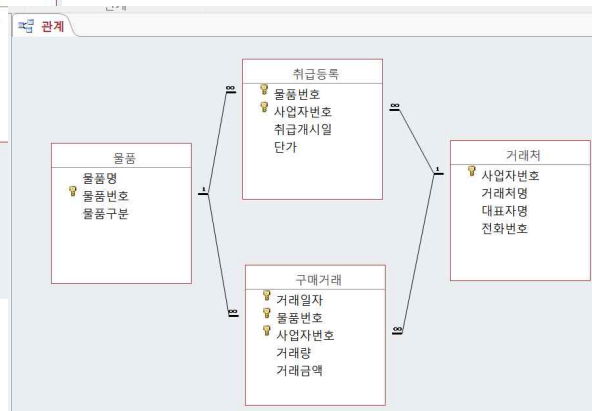 관계
취급등록
물품번호
사업자번호
취급개시일
단가
물품
물품명
물품번호
물품구분
거래처
사업자번호
거래처명
대표자명
전화번호
구매거래
거래일자
물품번호
사업자번호
거래량
거래금액
∞
∞
1
1
∞
∞